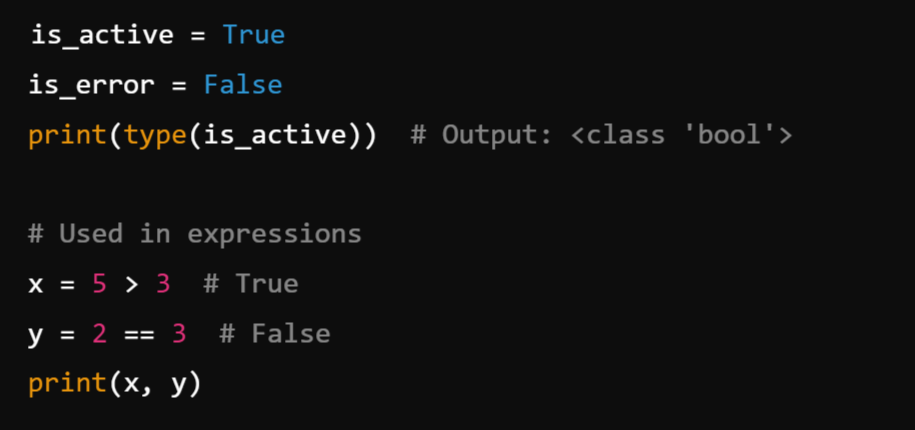 is_active = True
is_error = False
print(type(is_active))  # Output: <class 'bool'>
# Used in expressions
x = 5 > 3  # True
y = 2 == 3  # False
print(x, y)